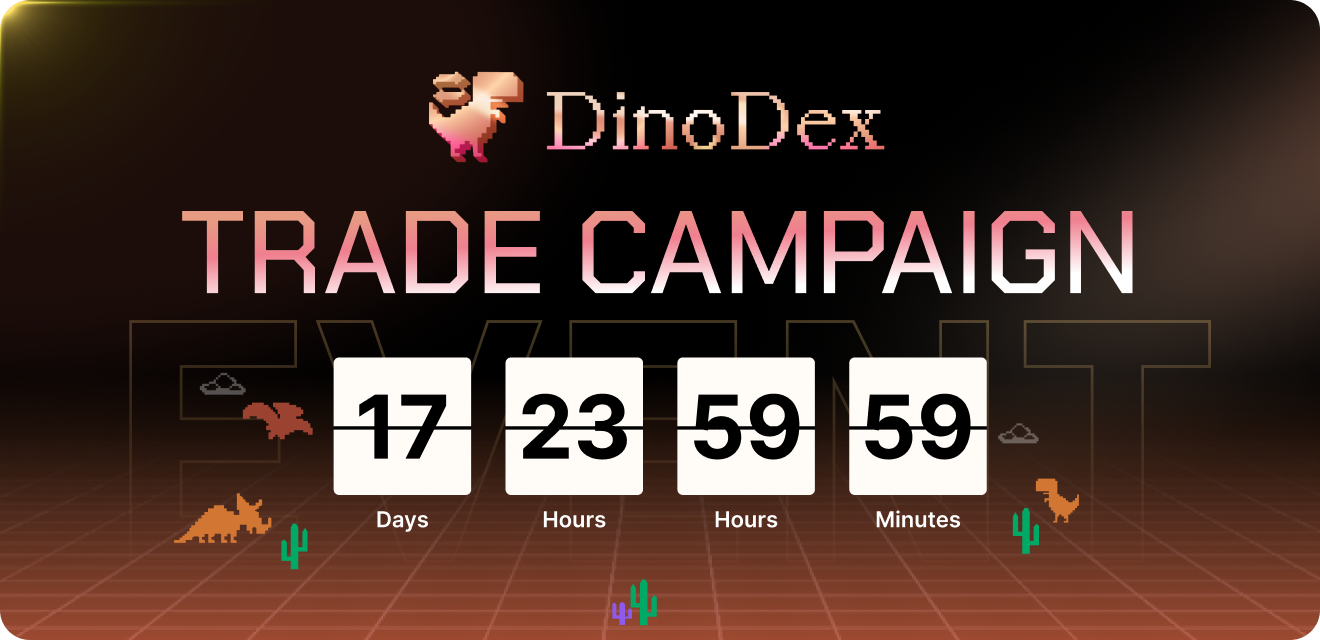 DinoDex
TRADE CAMPAIGN
EVENT
17 23 59 59
Days Hours Hours Minutes